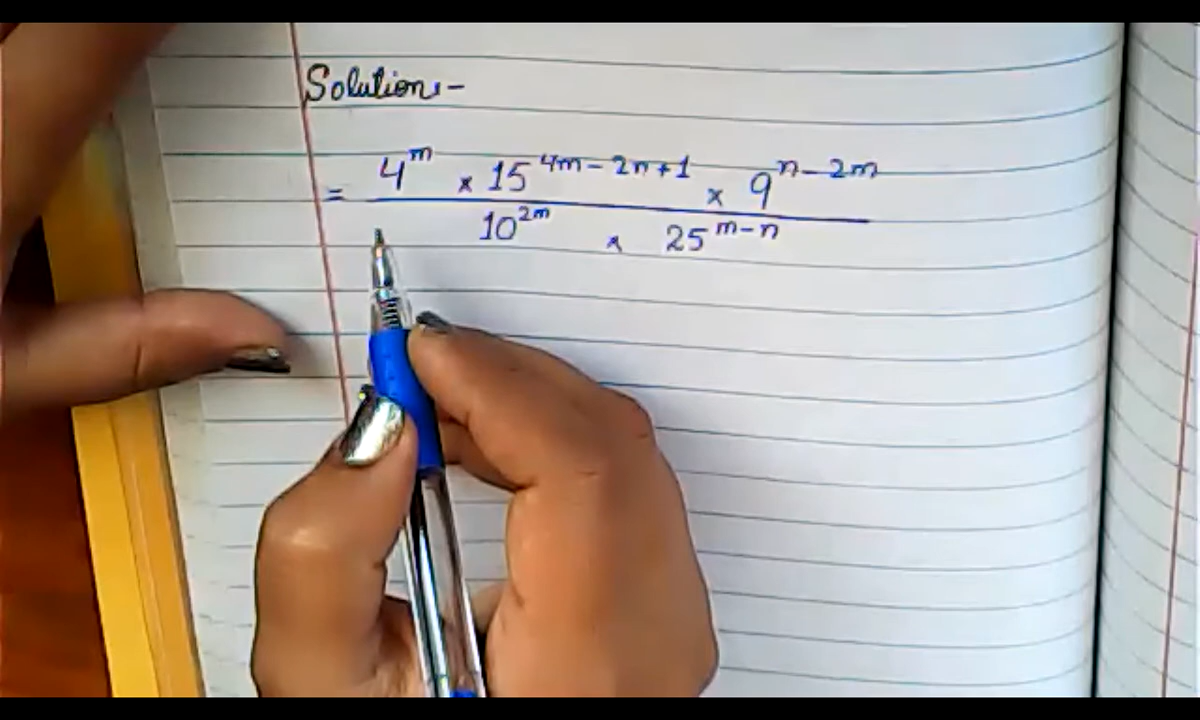 Solution:-
= 4^m × 15^(4m-2n+1) × 9^(n-2m)
10^(2m) × 25^(m-n)